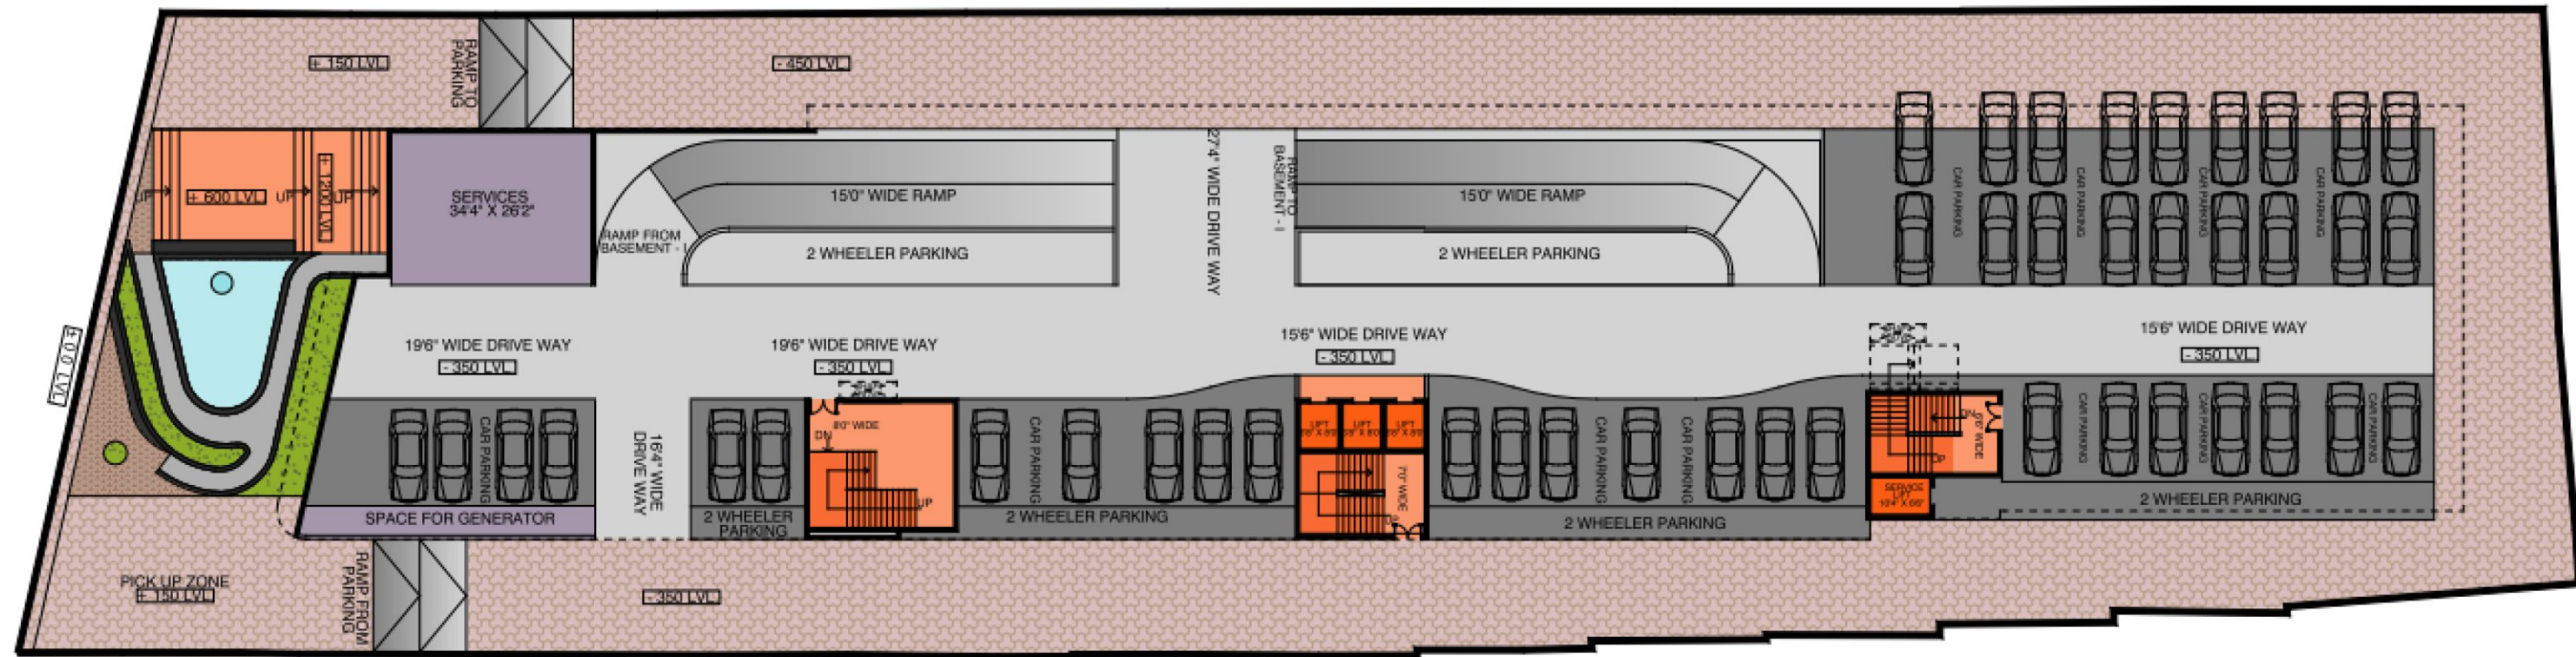 RAMP TO
PARKING
+ 150 LVL.
- 450 LVL.
UP
+ 600 LVL.
UP
+ 1200 LVL.
UP
SERVICES
34'4" X 26'2"
RAMP FROM
BASEMENT - I
15'0" WIDE RAMP
2 WHEELER PARKING
27'4" WIDE DRIVE WAY
RAMP TO
BASEMENT - I
15'0" WIDE RAMP
2 WHEELER PARKING
CAR PARKING
CAR PARKING
CAR PARKING
CAR PARKING
± 00 LVL.
19'6" WIDE DRIVE WAY
- 350 LVL.
19'6" WIDE DRIVE WAY
- 350 LVL.
15'6" WIDE DRIVE WAY
- 350 LVL.
15'6" WIDE DRIVE WAY
- 350 LVL.
CAR PARKING
SPACE FOR GENERATOR
16'4" WIDE
DRIVE WAY
2 WHEELER
PARKING
8'0" WIDE
DN
UP
CAR PARKING
2 WHEELER PARKING
LIFT
LIFT
LIFT
7'0" WIDE
CAR PARKING
CAR PARKING
2 WHEELER PARKING
DN
WIDE
UP
SERVICE
LIFT
CAR PARKING
CAR PARKING
CAR PARKING
2 WHEELER PARKING
PICK UP ZONE
+ 150 LVL.
RAMP FROM
PARKING
- 350 LVL.